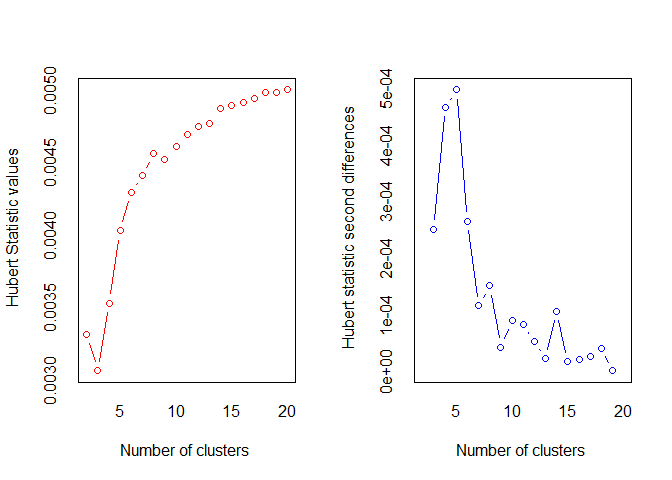 Hubert Statistic values
0.0030 0.0035 0.0040 0.0045 0.0050
5 10 15 20
Number of clusters
Hubert statistic second differences
0e+00 1e-04 2e-04 3e-04 4e-04 5e-04
5 10 15 20
Number of clusters